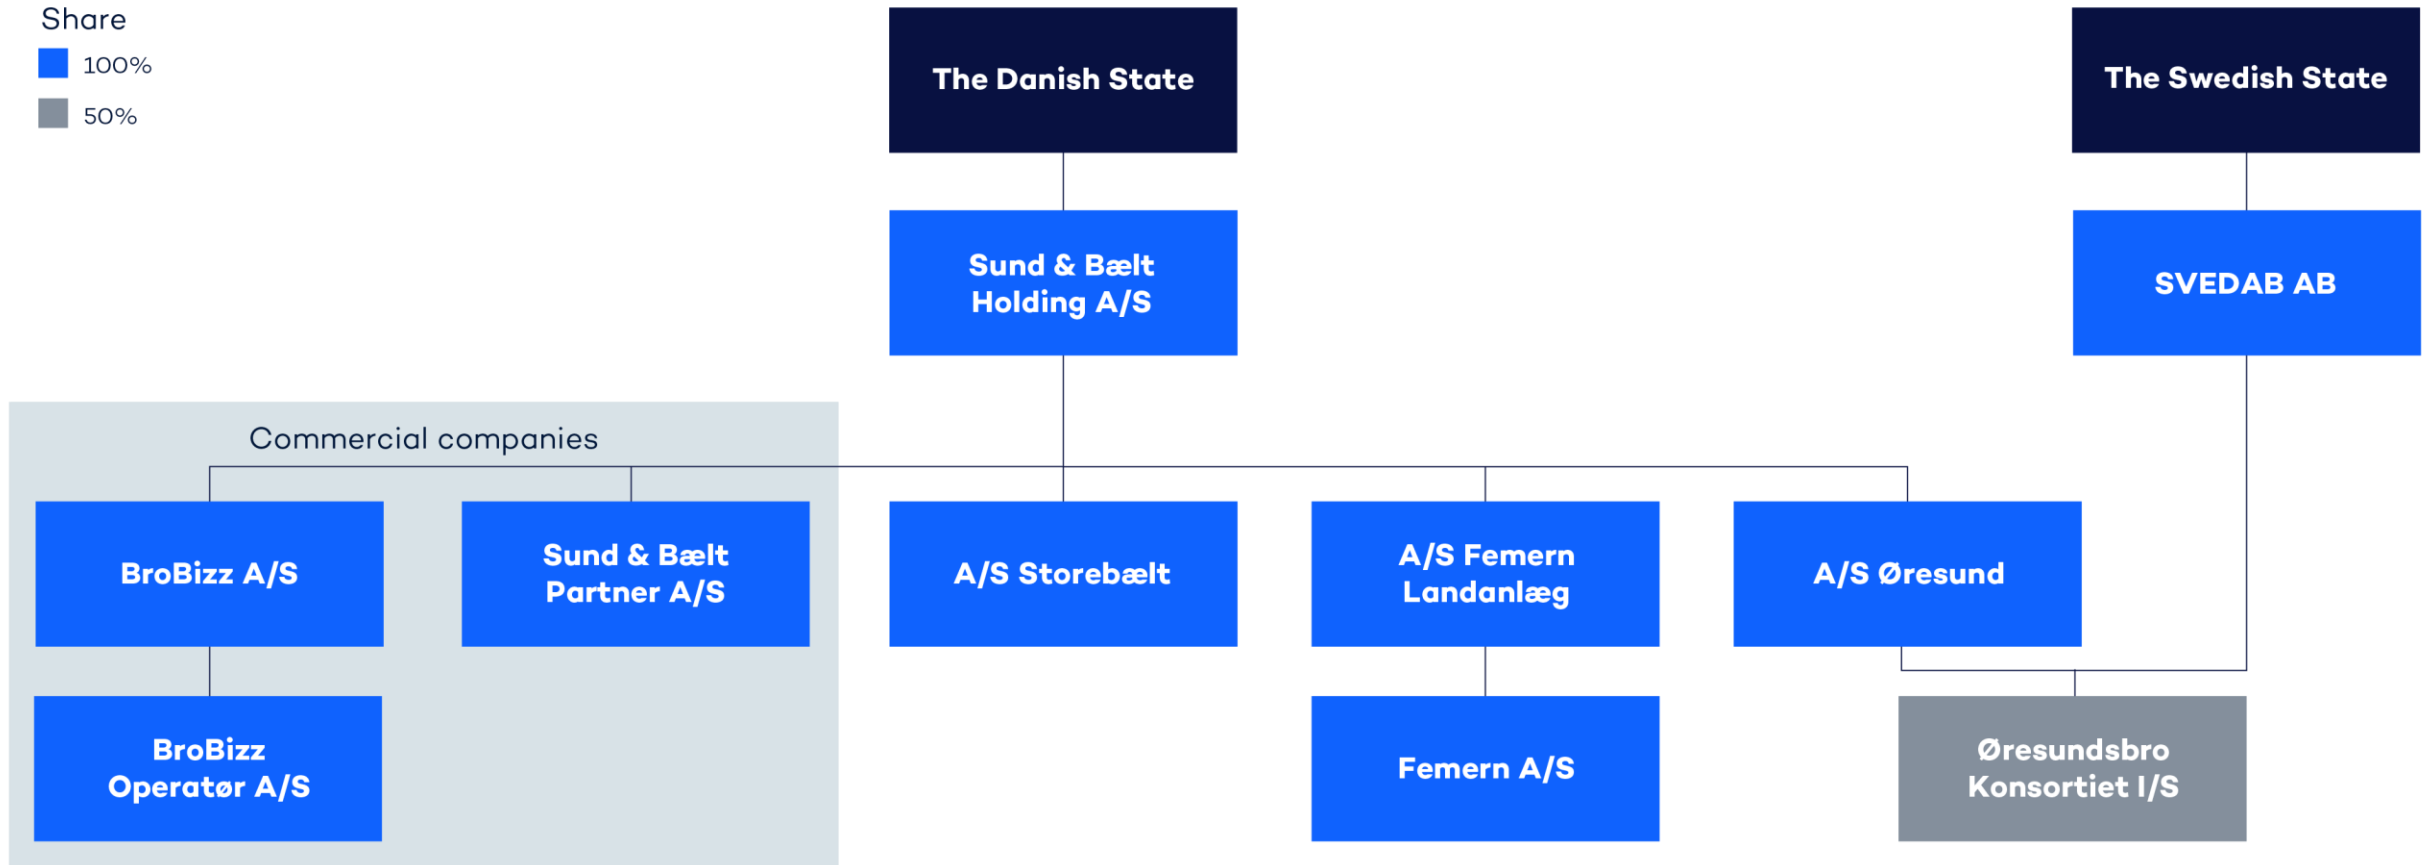 Share
100%
50%
The Danish State
The Swedish State
Sund & Bælt
Holding A/S
SVEDAB AB
Commercial companies
BroBizz A/S
Sund & Bælt
Partner A/S
A/S Storebælt
A/S Femern
Landanlæg
A/S Øresund
BroBizz
Operatør A/S
Femern A/S
Øresundsbro
Konsortiet I/S